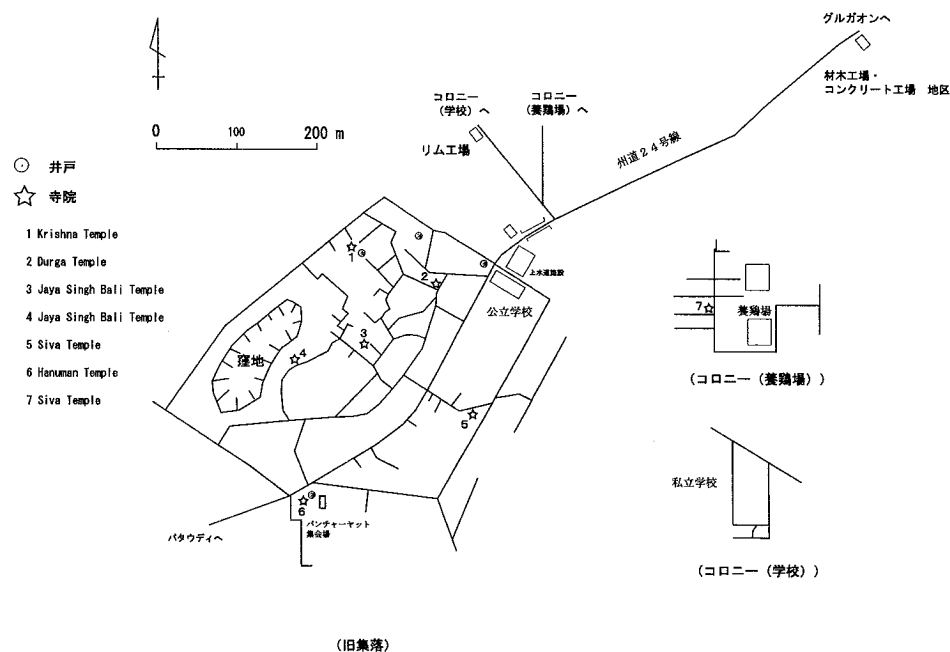 グルガオンへ
材木工場・
コンクリート工場 地区
コロニー
(学校)へ
コロニー
(養鶏場)へ
リム工場
州道24号線
0 100 200 m
井戸
寺院
1 Krishna Temple
2 Durga Temple
3 Jaya Singh Bali Temple
4 Jaya Singh Bali Temple
5 Siva Temple
6 Hanuman Temple
7 Siva Temple
1
2
上水道施設
公立学校
3
窪地
4
5
6
パタウディへ
パンチャーヤット
集会場
7
養鶏場
(コロニー(養鶏場))
私立学校
(コロニー(学校))
(旧集落)